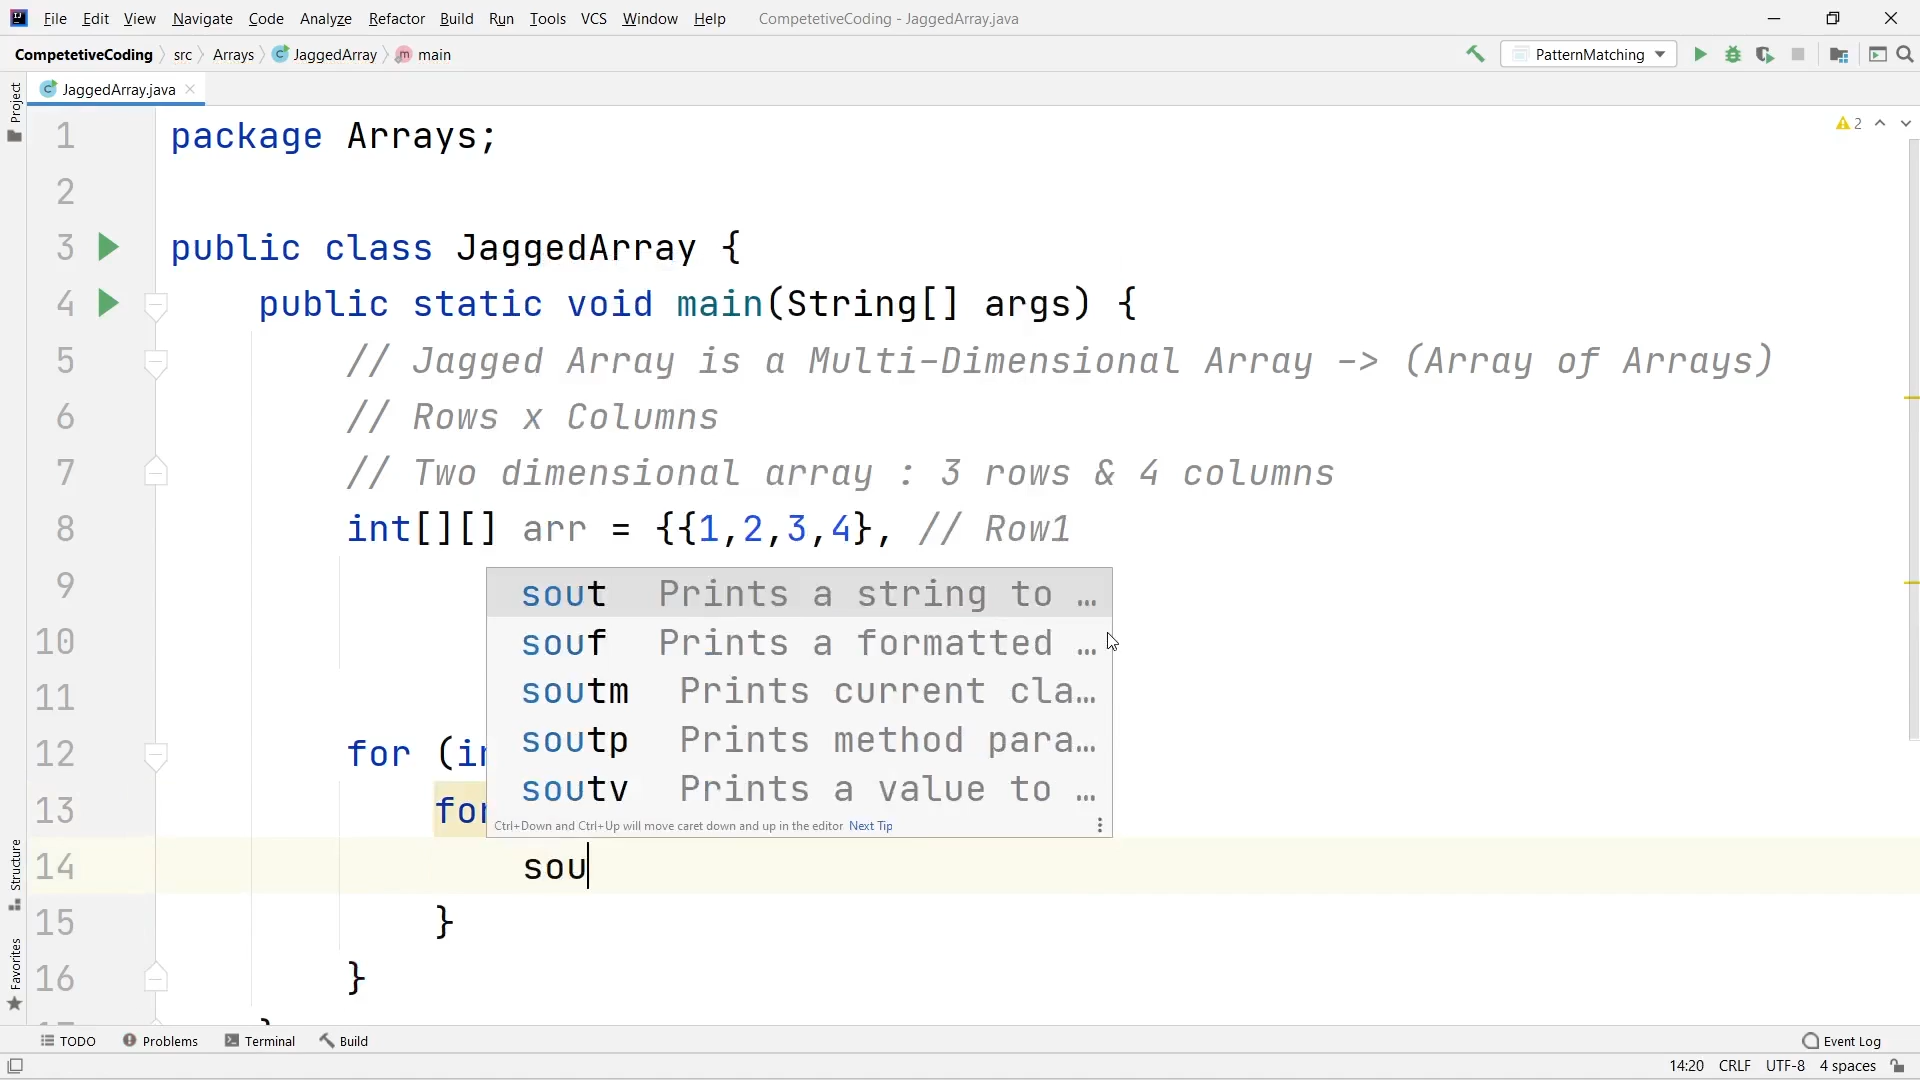 File Edit View Navigate Code Analyze Refactor Build Run Tools VCS Window Help CompetetiveCoding - JaggedArray.java
CompetetiveCoding src Arrays JaggedArray main PatternMatching
Project
JaggedArray.java
2
1 package Arrays;
2
3 public class JaggedArray {
4 public static void main(String[] args) {
5 // Jagged Array is a Multi-Dimensional Array -> (Array of Arrays)
6 // Rows x Columns
7 // Two dimensional array : 3 rows & 4 columns
8 int[][] arr = {{1,2,3,4}, // Row1
9
sout Prints a string to …
10
souf Prints a formatted …
11
soutm Prints current cla…
12 for (in
soutp Prints method para…
soutv Prints a value to …
13 for
Ctrl+Down and Ctrl+Up will move caret down and up in the editor Next Tip
14 sou
15 }
16 }
Structure
Favorites
TODO Problems Terminal Build Event Log
14:20 CRLF UTF-8 4 spaces